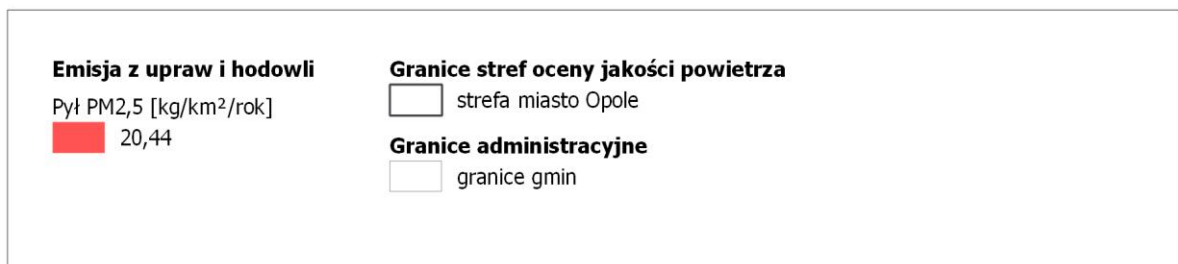 Emisja z upraw i hodowli
Pył PM2,5 [kg/km²/rok]
20,44
Granice stref oceny jakości powietrza
strefa miasto Opole
Granice administracyjne
granice gmin